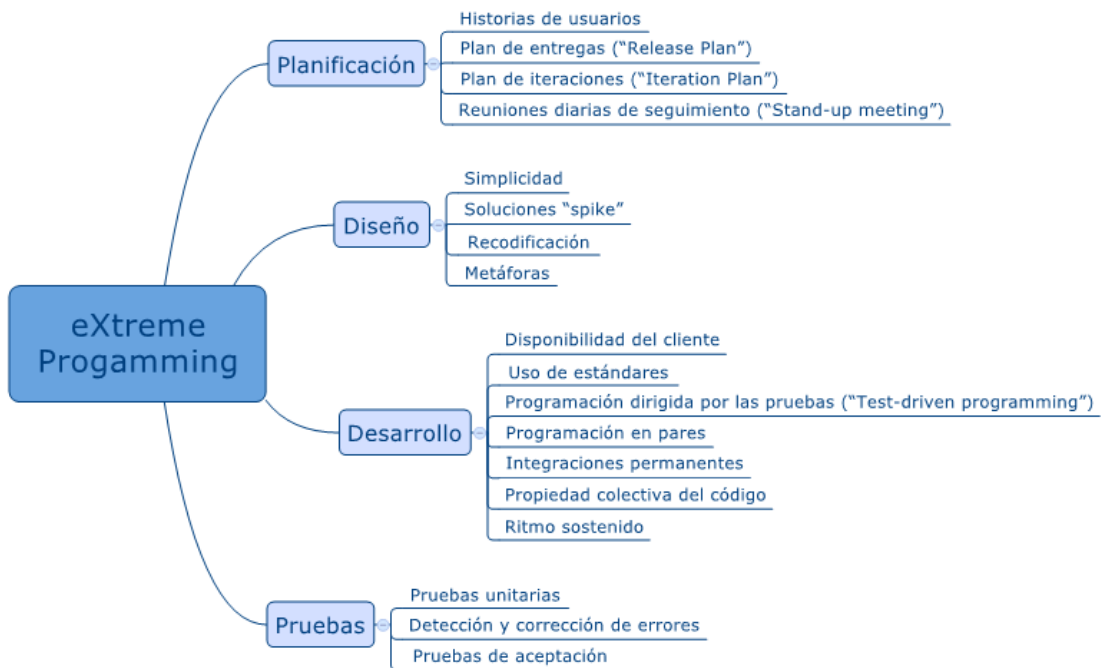 Historias de usuarios
Plan de entregas (“Release Plan”)
Planificación
Plan de iteraciones (“Iteration Plan”)
Reuniones diarias de seguimiento (“Stand-up meeting”)
Simplicidad
Soluciones “spike”
Diseño
Recodificación
Metáforas
eXtreme
Progamming
Disponibilidad del cliente
Uso de estándares
Programación dirigida por las pruebas (“Test-driven programming”)
Desarrollo
Programación en pares
Integraciones permanentes
Propiedad colectiva del código
Ritmo sostenido
Pruebas unitarias
Pruebas
Detección y corrección de errores
Pruebas de aceptación